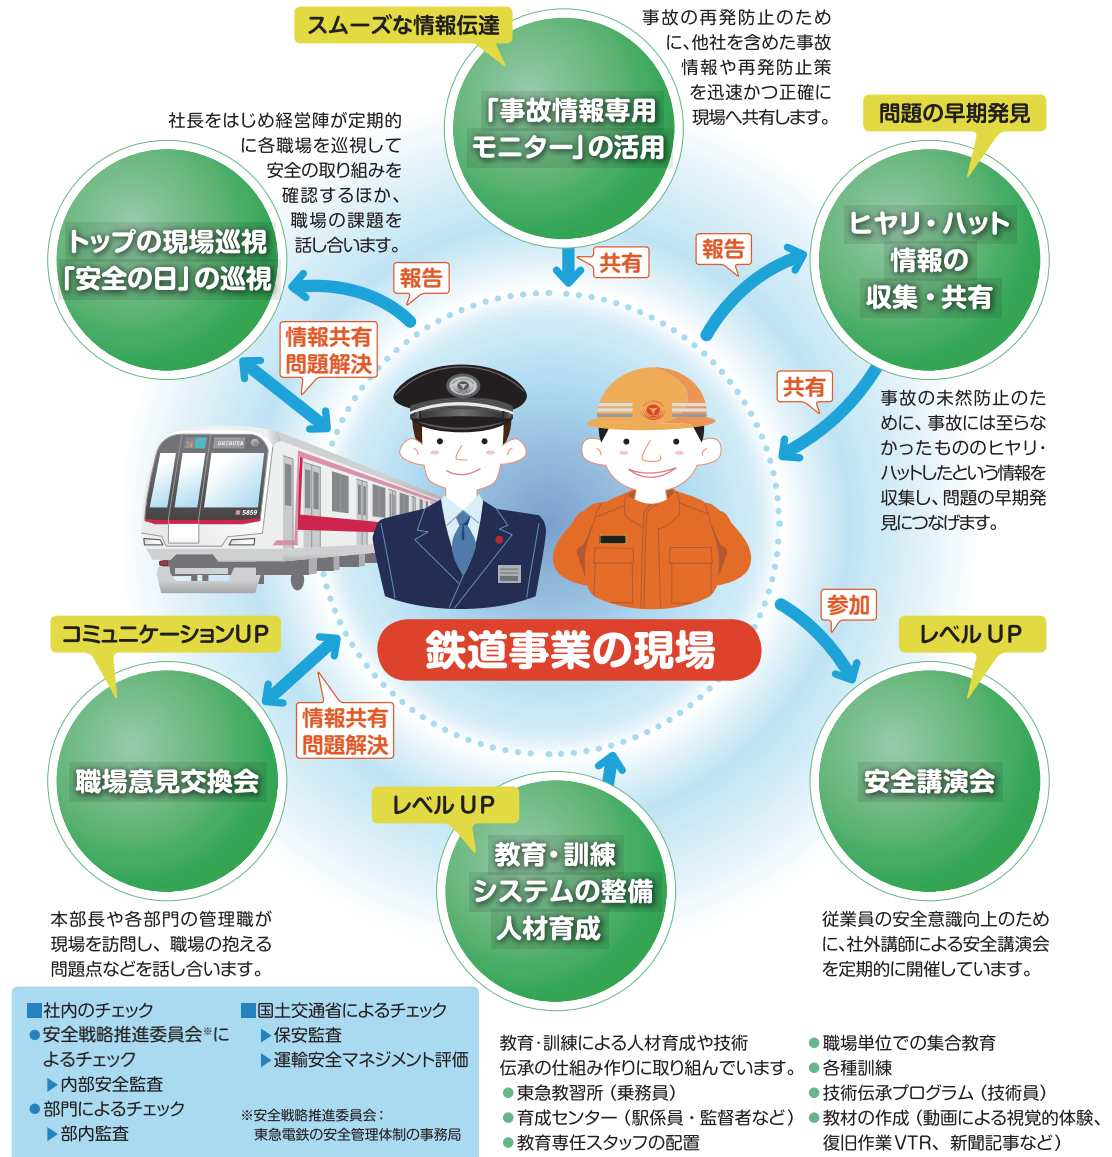 スムーズな情報伝達
「事故情報専用
モニター」の活用
事故の再発防止のため
に、他社を含めた事故
情報や再発防止策
を迅速かつ正確に
現場へ共有します。
問題の早期発見
ヒヤリ・ハット
情報の
収集・共有
社長をはじめ経営陣が定期的
に各職場を巡視して
安全の取り組みを
確認するほか、
職場の課題を
話し合います。
トップの現場巡視
「安全の日」の巡視
報告
共有
報告
情報共有
問題解決
共有
事故の未然防止のた
めに、事故には至らな
かったもののヒヤリ・
ハットしたという情報を
収集し、問題の早期発
見につなげます。
14
SHIBUYA
5859
鉄道事業の現場
参加
コミュニケーションUP
レベルUP
情報共有
問題解決
職場意見交換会
安全講演会
レベルUP
教育・訓練
システムの整備
人材育成
本部長や各部門の管理職が
現場を訪問し、職場の抱える
問題点などを話し合います。
従業員の安全意識向上のため
に、社外講師による安全講演会
を定期的に開催しています。
■社内のチェック
●安全戦略推進委員会※に
よるチェック
▶内部安全監査
●部門によるチェック
▶部内監査
■国土交通省によるチェック
▶保安監査
▶運輸安全マネジメント評価
※安全戦略推進委員会：
東急電鉄の安全管理体制の事務局
教育・訓練による人材育成や技術
伝承の仕組み作りに取り組んでいます。
●東急教習所（乗務員）
●育成センター（駅係員・監督者など）
●教育専任スタッフの配置
●職場単位での集合教育
●各種訓練
●技術伝承プログラム（技術員）
●教材の作成（動画による視覚的体験、
復旧作業VTR、新聞記事など）